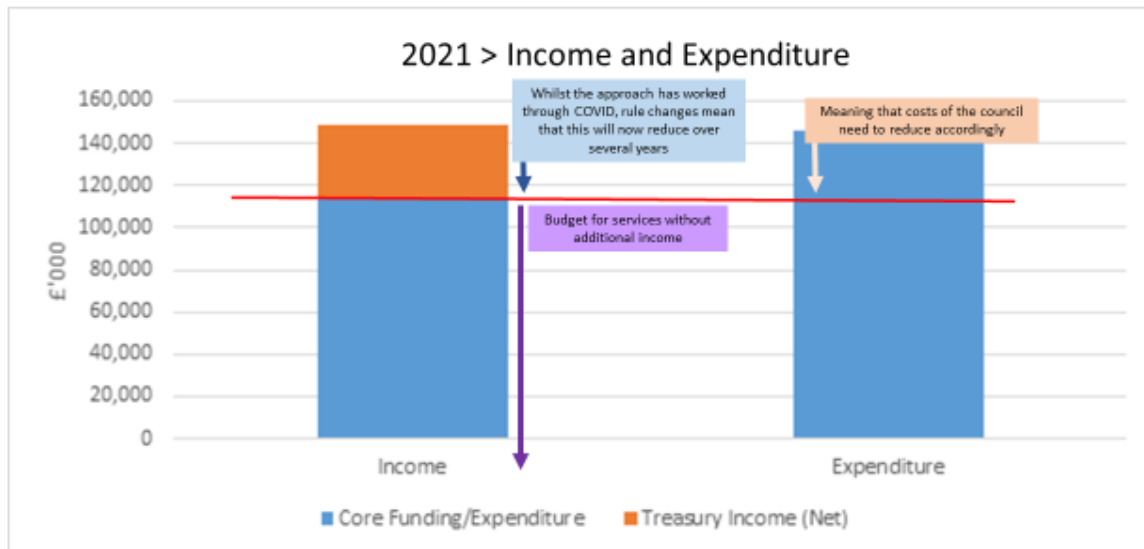 2021 > Income and Expenditure
160,000
140,000
120,000
100,000
80,000
60,000
40,000
20,000
0
£'000
Whilst the approach has worked
through COVID, rule changes mean
that this will now reduce over
several years
Meaning that costs of the council
need to reduce accordingly
Budget for services without
additional income
Income
Expenditure
Core Funding/Expenditure
Treasury Income (Net)